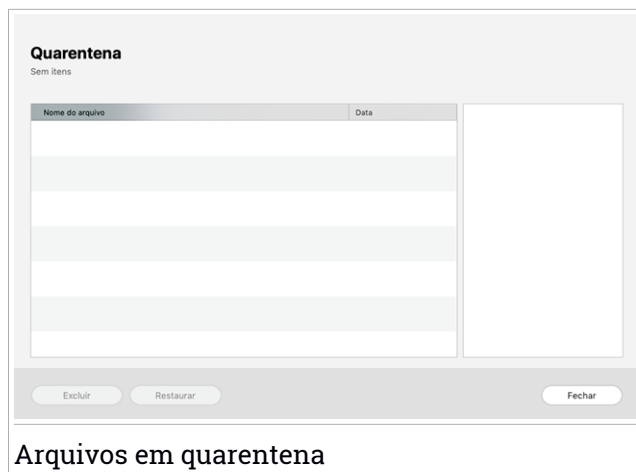 Quarentena
Sem itens
Nome do arquivo Data
Excluir Restaurar Fechar
Arquivos em quarentena